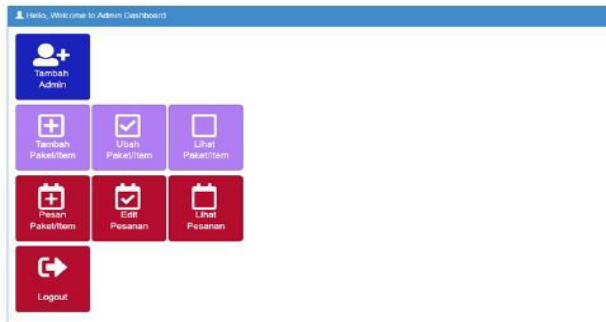 Hello, Welcome to Admin Dashboard
Tambah
Admin
Tambah
Paket/Item
Ubah
Paket/Item
Lihat
Paket/Item
Pesan
Paket/Item
Edit
Pesanan
Lihat
Pesanan
Logout